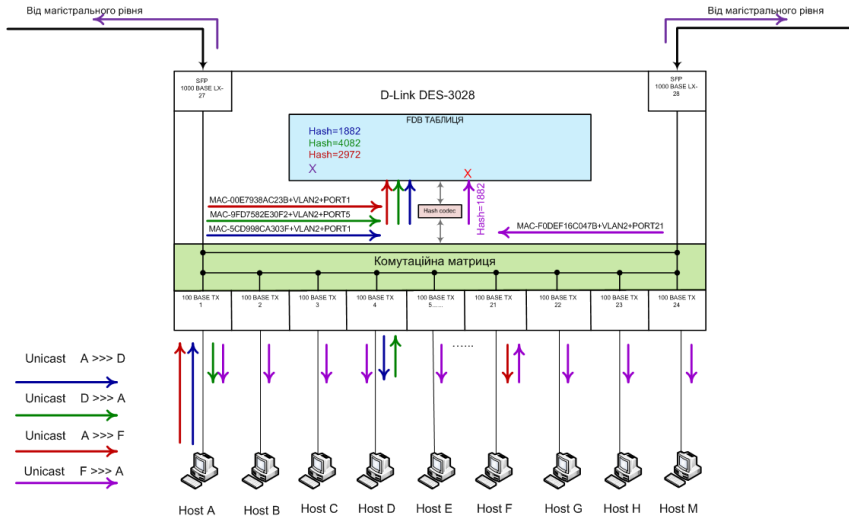 Від магістрального рівня
Від магістрального рівня
SFP
1000 BASE LX-
27
D-Link DES-3028
SFP
1000 BASE LX-
28
FDB ТАБЛИЦЯ
Hash=1882
Hash=4082
Hash=2972
X
X
MAC-00E7938AC23B+VLAN2+PORT1
MAC-9FD7582E30F2+VLAN2+PORT5
MAC-5CD998CA303F+VLAN2+PORT1
Hash codec
Hash=1882
MAC-F0DEF16C047B+VLAN2+PORT21
Комутаційна матриця
100 BASE TX
1
100 BASE TX
2
100 BASE TX
3
100 BASE TX
4
100 BASE TX
5......
100 BASE TX
21
100 BASE TX
22
100 BASE TX
23
100 BASE TX
24
......
Unicast A >>> D
Unicast D >>> A
Unicast A >>> F
Unicast F >>> A
Host A
Host B
Host C
Host D
Host E
Host F
Host G
Host H
Host M